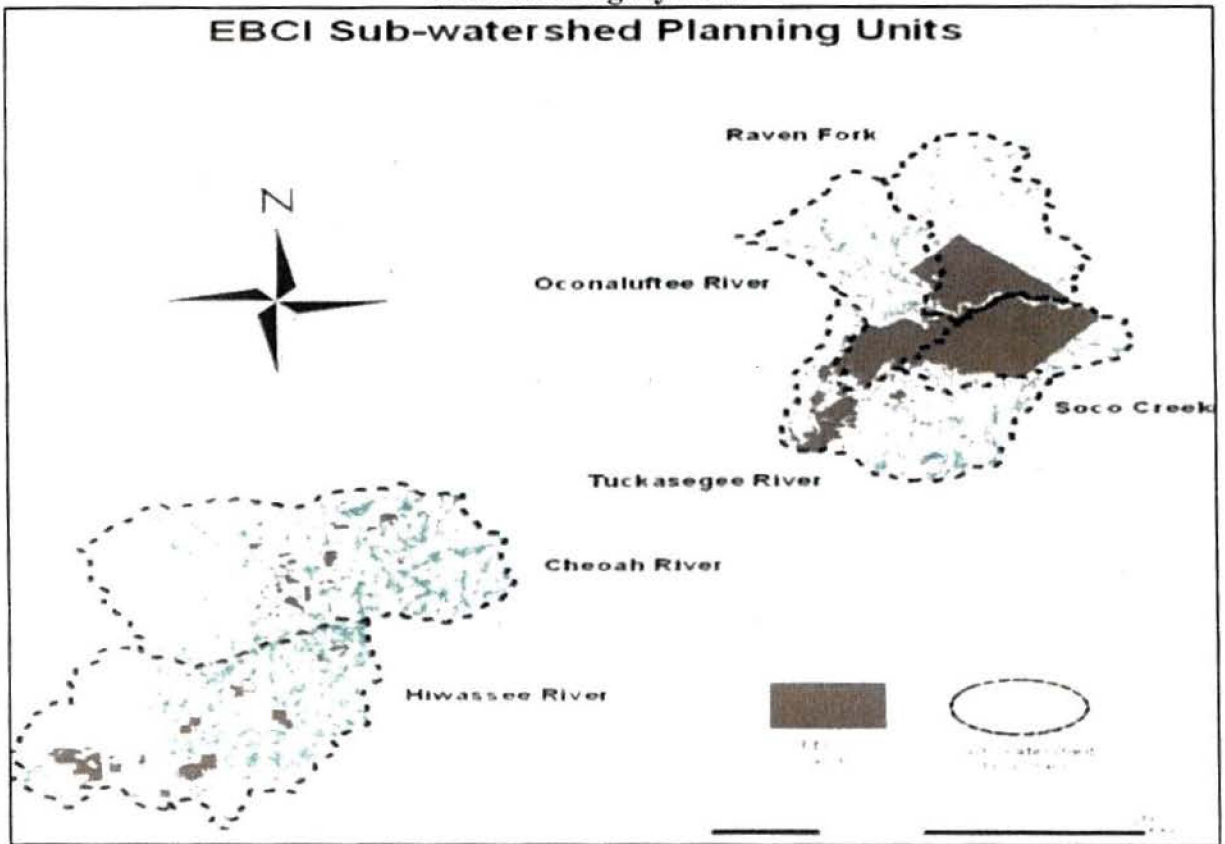 EBCI Sub-watershed Planning Units
Raven Fork
N
Oconaluftee River
Soco Creek
Tuckasegee River
Cheoah River
Hiwassee River